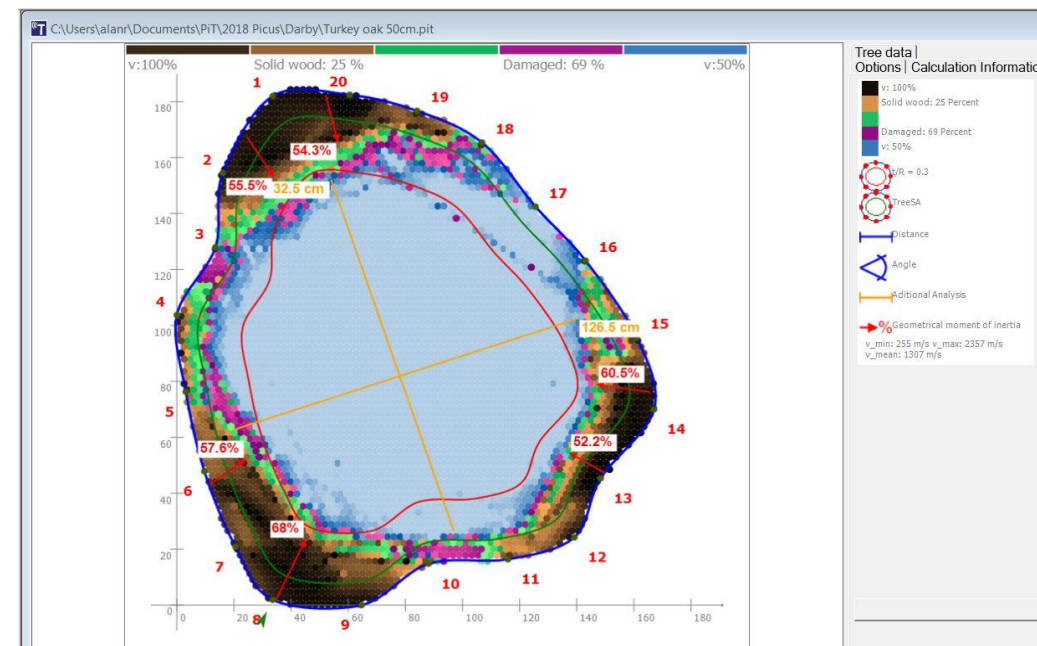 C:\Users\alanr\Documents\PiT\2018 Picus\Darby\Turkey oak 50cm.pit
v:100% Solid wood: 25 % Damaged: 69 % v:50%
Tree data |
Options | Calculation Informatio
v: 100%
Solid wood: 25 Percent
Damaged: 69 Percent
v: 50%
t/R = 0.3
TreeSA
Distance
Angle
Aditional Analysis
% Geometrical moment of inertia
v_min: 255 m/s v_max: 2357 m/s
v_mean: 1307 m/s
1 20
19
180
18
54.3%
2
160
55.5% 32.5 cm
17
140
3
16
120
4
126.5 cm 15
100
60.5%
80
5
14
52.2%
60
57.6%
6
13
40
68%
12
20
7
11
10
0
0 20 40 60 80 100 120 140 160 180
8
9